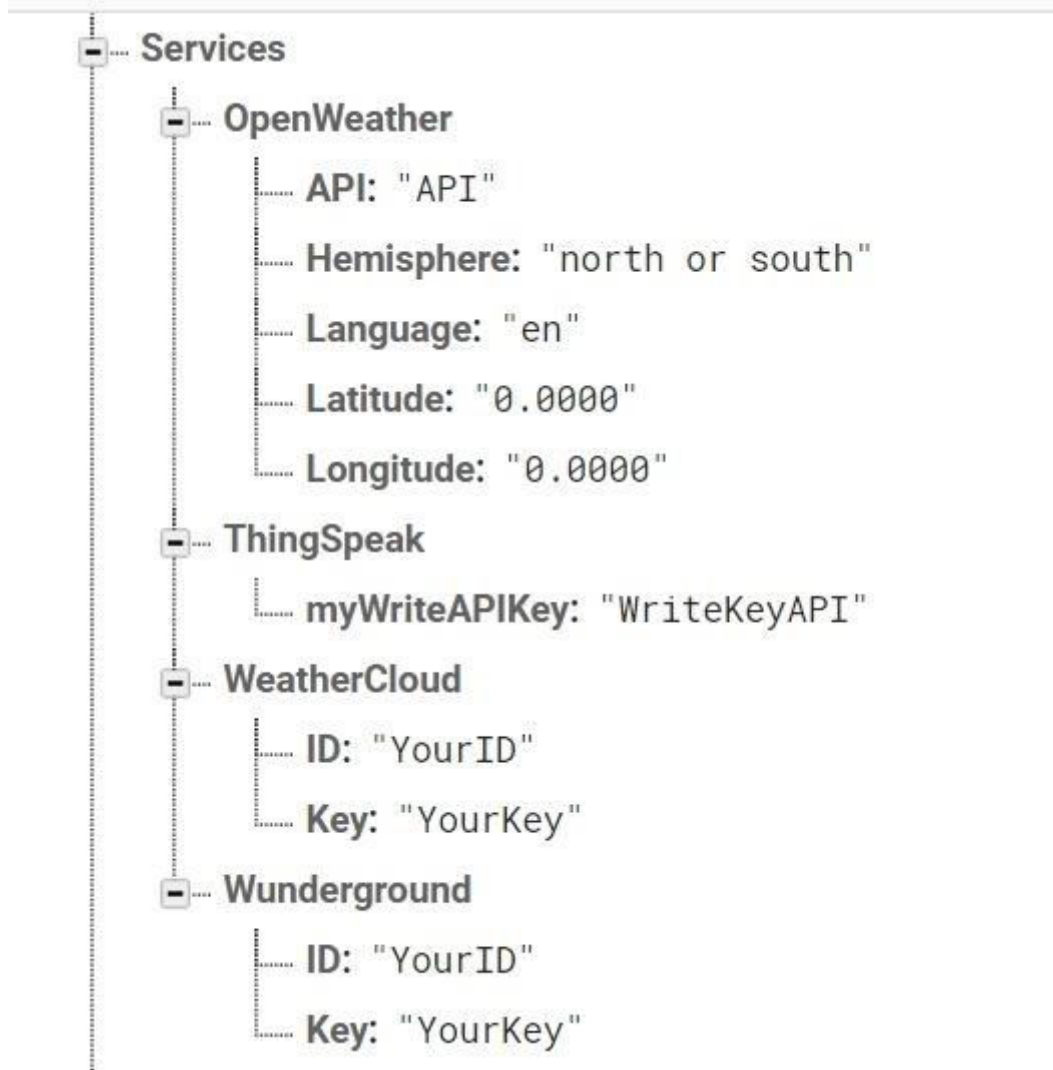 Services
OpenWeather
API: "API"
Hemisphere: "north or south"
Language: "en"
Latitude: "0.0000"
Longitude: "0.0000"
ThingSpeak
myWriteAPIKey: "WriteKeyAPI"
WeatherCloud
ID: "YourID"
Key: "YourKey"
Wunderground
ID: "YourID"
Key: "YourKey"